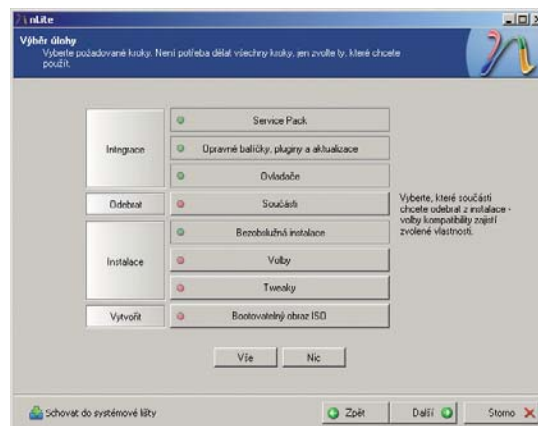 nLite
Výběr úlohy
Vyberte požadované kroky. Není potřeba dělat všechny kroky, jen zvolte ty, které chcete
použít.
Integrace
Service Pack
Opravné balíčky, pluginy a aktualizace
Ovladače
Odebrat
Součásti
Vyberte, které součásti
chcete odebrat z instalace -
volby kompatibility zajistí
zvolené vlastnosti.
Instalace
Bezobslužná instalace
Volby
Tweaky
Vytvořit
Bootovatelný obraz ISO
Vše
Nic
Schovat do systémové lišty
Zpět
Další
Storno